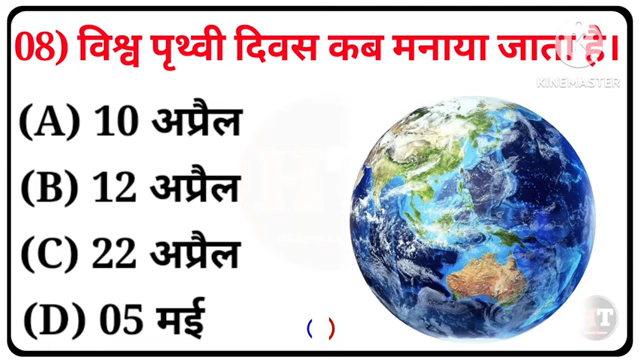 08) विश्व पृथ्वी दिवस कब मनाया जाता है।
KINEMASTER
(A) 10 अप्रैल
(B) 12 अप्रैल
(C) 22 अप्रैल
(D) 05 मई
( )